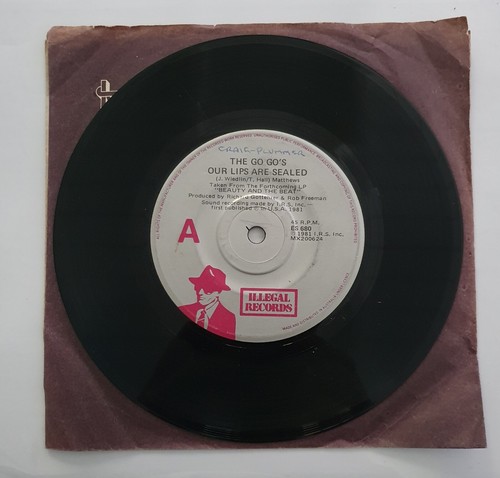 CRAIG PLUMMER
THE GO GO'S
OUR LIPS ARE SEALED
(J. Wiedlin/T. Hall) Matthews
Taken From The Forthcoming LP
"BEAUTY AND THE BEAT"
Produced by Richard Gottehrer & Rob Freeman
Sound recording made by I.R.S. Inc. —
first published in U.S.A. 1981
A
45 R.P.M.
ES 680
© 1981 I.R.S. Inc.
MX200624
ILLEGAL
RECORDS